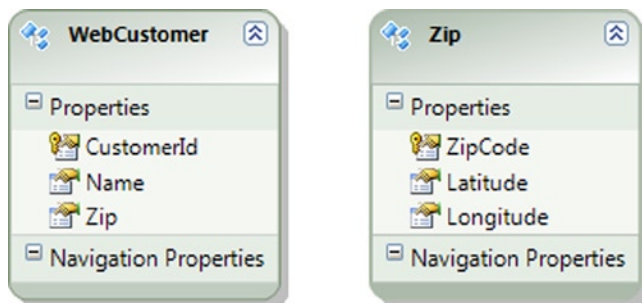 WebCustomer
Properties
CustomerId
Name
Zip
Navigation Properties
Zip
Properties
ZipCode
Latitude
Longitude
Navigation Properties